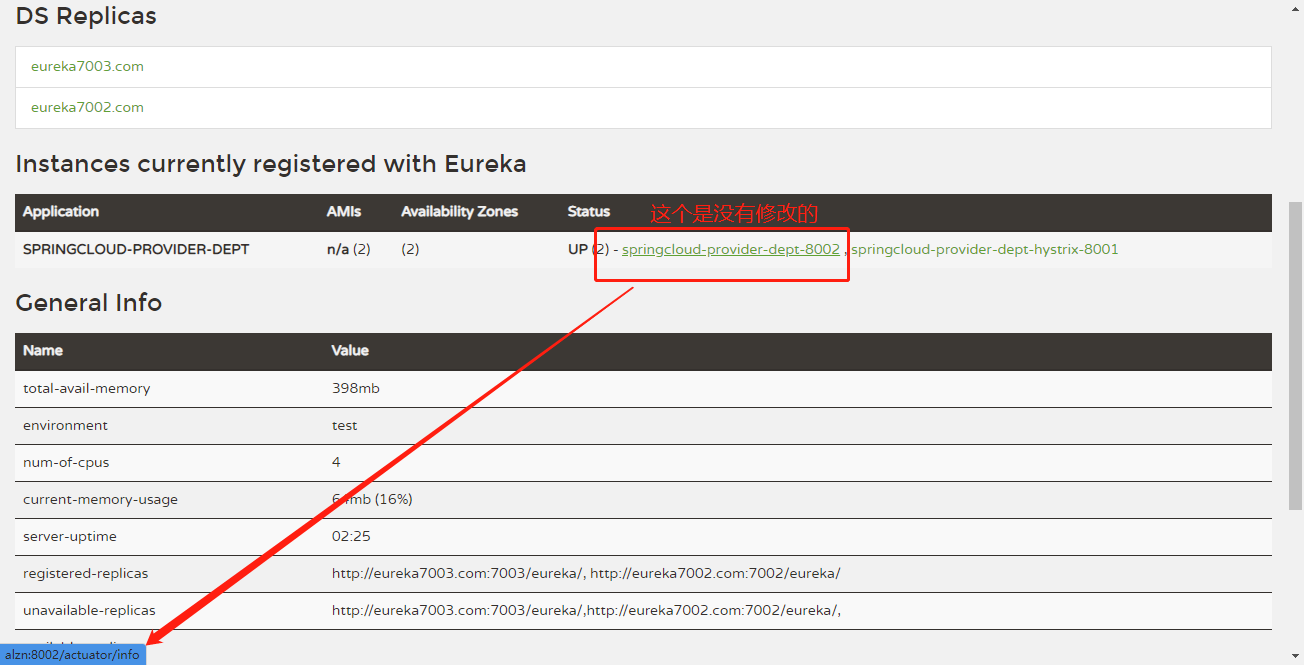 DS Replicas
eureka7003.com
eureka7002.com
Instances currently registered with Eureka
这个是没有修改的
Application AMIs Availability Zones Status
SPRINGCLOUD-PROVIDER-DEPT n/a (2) (2) UP (2) - springcloud-provider-dept-8002 , springcloud-provider-dept-hystrix-8001
General Info
Name Value
total-avail-memory 398mb
environment test
num-of-cpus 4
current-memory-usage 64mb (16%)
server-uptime 02:25
registered-replicas http://eureka7003.com:7003/eureka/, http://eureka7002.com:7002/eureka/
unavailable-replicas http://eureka7003.com:7003/eureka/,http://eureka7002.com:7002/eureka/,
alzn:8002/actuator/info